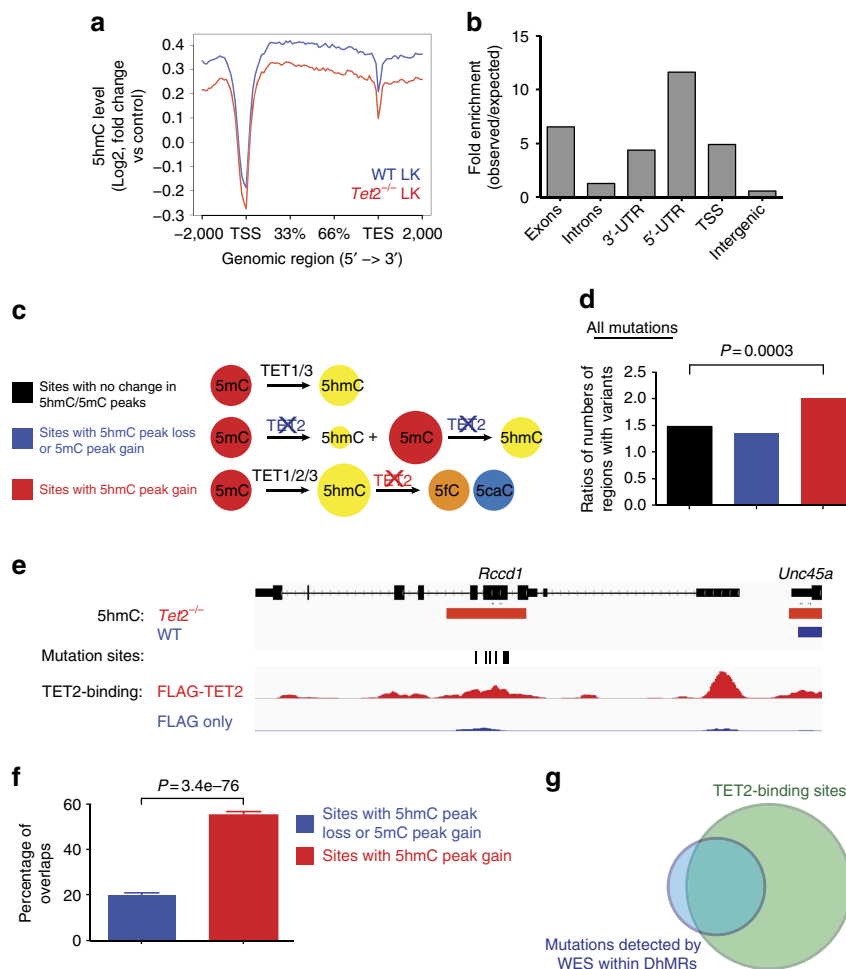 a
5hmC level
(Log2, fold change
vs control)
0.4
0.3
0.2
0.1
0.0
−0.1
−0.2
−0.3
WT LK
Tet2−/− LK
−2,000 TSS 33% 66% TES 2,000
Genomic region (5′ –> 3′)
b
Fold enrichment
(observed/expected)
15
10
5
0
Exons
Introns
3′-UTR
5′-UTR
TSS
Intergenic
c
Sites with no change in
5hmC/5mC peaks
5mC TET1/3 5hmC
Sites with 5hmC peak loss
or 5mC peak gain
5mC TET2 5hmC + 5mC TET2 5hmC
Sites with 5hmC peak gain
5mC TET1/2/3 5hmC TET2 5fC 5caC
d
All mutations
P = 0.0003
Ratios of numbers of
regions with variants
2.5
2.0
1.5
1.0
0.5
0.0
e
Rccd1 Unc45a
5hmC: Tet2−/−
WT
Mutation sites:
TET2-binding: FLAG-TET2
FLAG only
f
P = 3.4e–76
Percentage of
overlaps
60
40
20
0
Sites with 5hmC peak
loss or 5mC peak gain
Sites with 5hmC peak gain
g
TET2-binding sites
Mutations detected by
WES within DhMRs